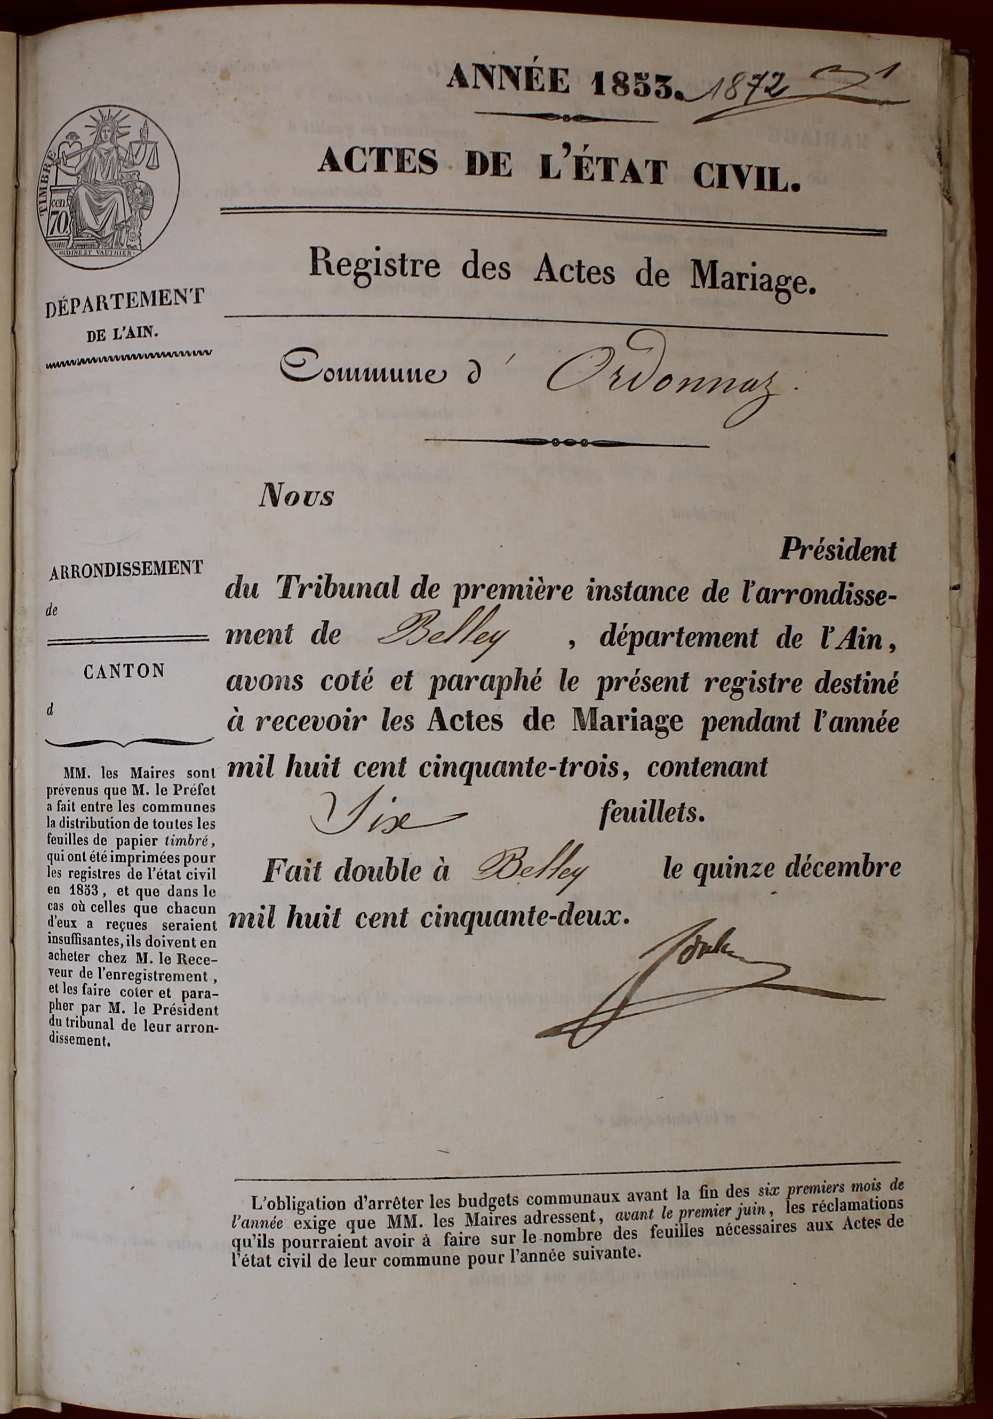 ANNÉE 1853. 1872 1
ACTES DE L'ÉTAT CIVIL.
TIMBRE
cen
70
Registre des Actes de Mariage.
DÉPARTEMENT
DE L'AIN.
Commune d' Ordonnaz.
Nous
Président
du Tribunal de première instance de l'arrondisse-
ment de Belley, département de l'Ain,
avons coté et paraphé le présent registre destiné
à recevoir les Actes de Mariage pendant l'année
mil huit cent cinquante-trois, contenant
Six feuillets.
Fait double à Belley le quinze décembre
mil huit cent cinquante-deux.
ARRONDISSEMENT
de
CANTON
d
MM. les Maires sont
prévenus que M. le Préfet
a fait entre les communes
la distribution de toutes les
feuilles de papier timbré,
qui ont été imprimées pour
les registres de l'état civil
en 1853, et que dans le
cas où celles que chacun
d'eux a reçues seraient
insuffisantes, ils doivent en
acheter chez M. le Rece-
veur de l'enregistrement,
et les faire coter et para-
pher par M. le Président
du tribunal de leur arron-
dissement.
L'obligation d'arrêter les budgets communaux avant la fin des six premiers mois de
l'année exige que MM. les Maires adressent, avant le premier juin, les réclamations
qu'ils pourraient avoir à faire sur le nombre des feuilles nécessaires aux Actes de
l'état civil de leur commune pour l'année suivante.